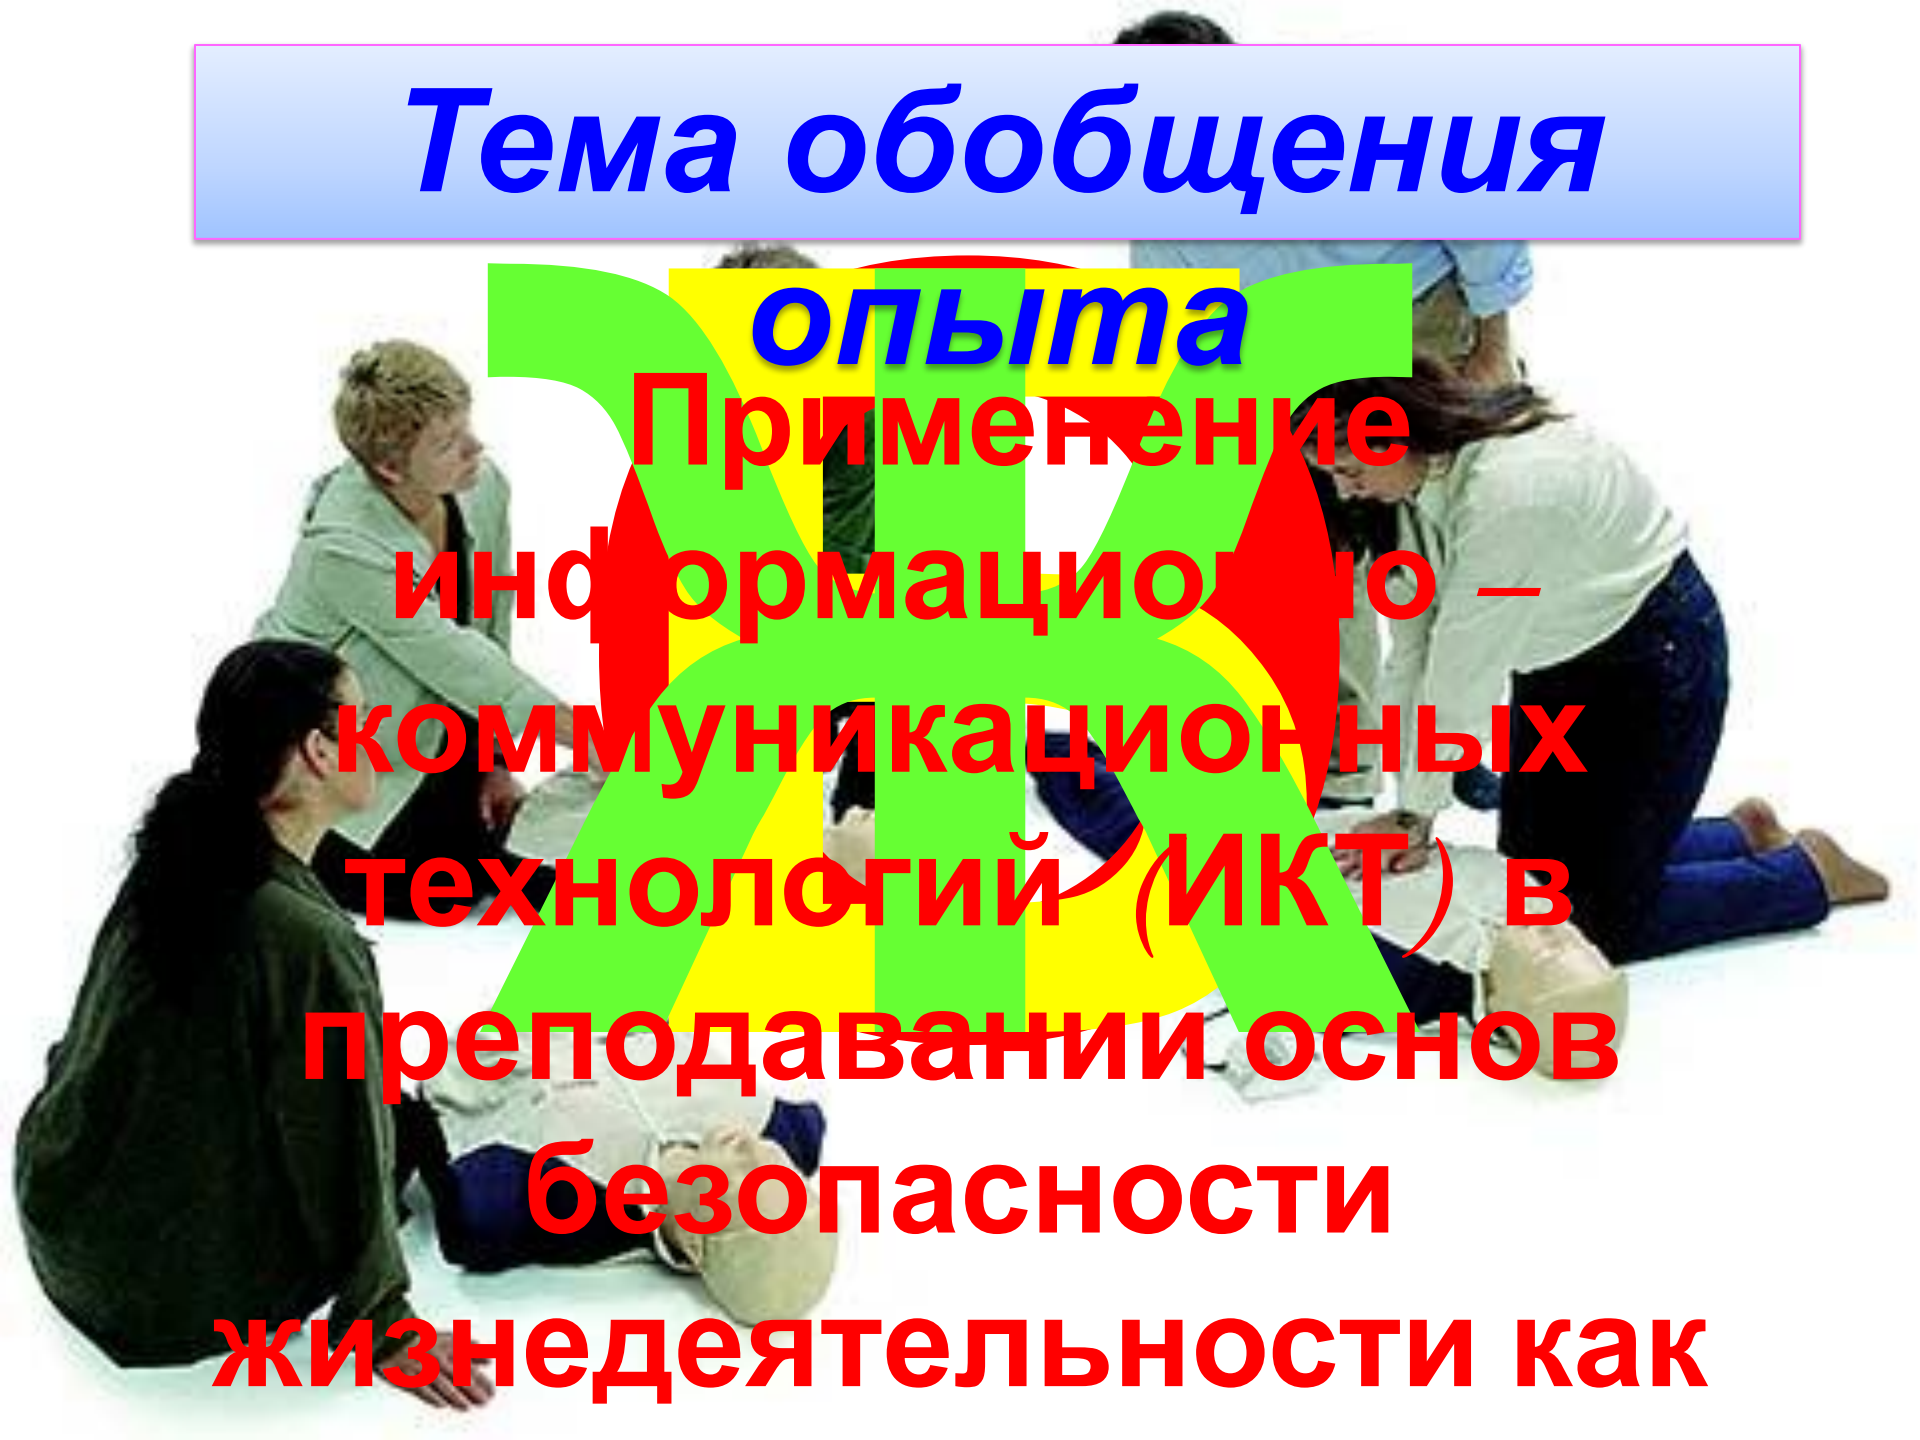 Тема обобщения
опыта
Применение
информационно –
коммуникационных
технологий (ИКТ) в
преподавании основ
безопасности
жизнедеятельности как